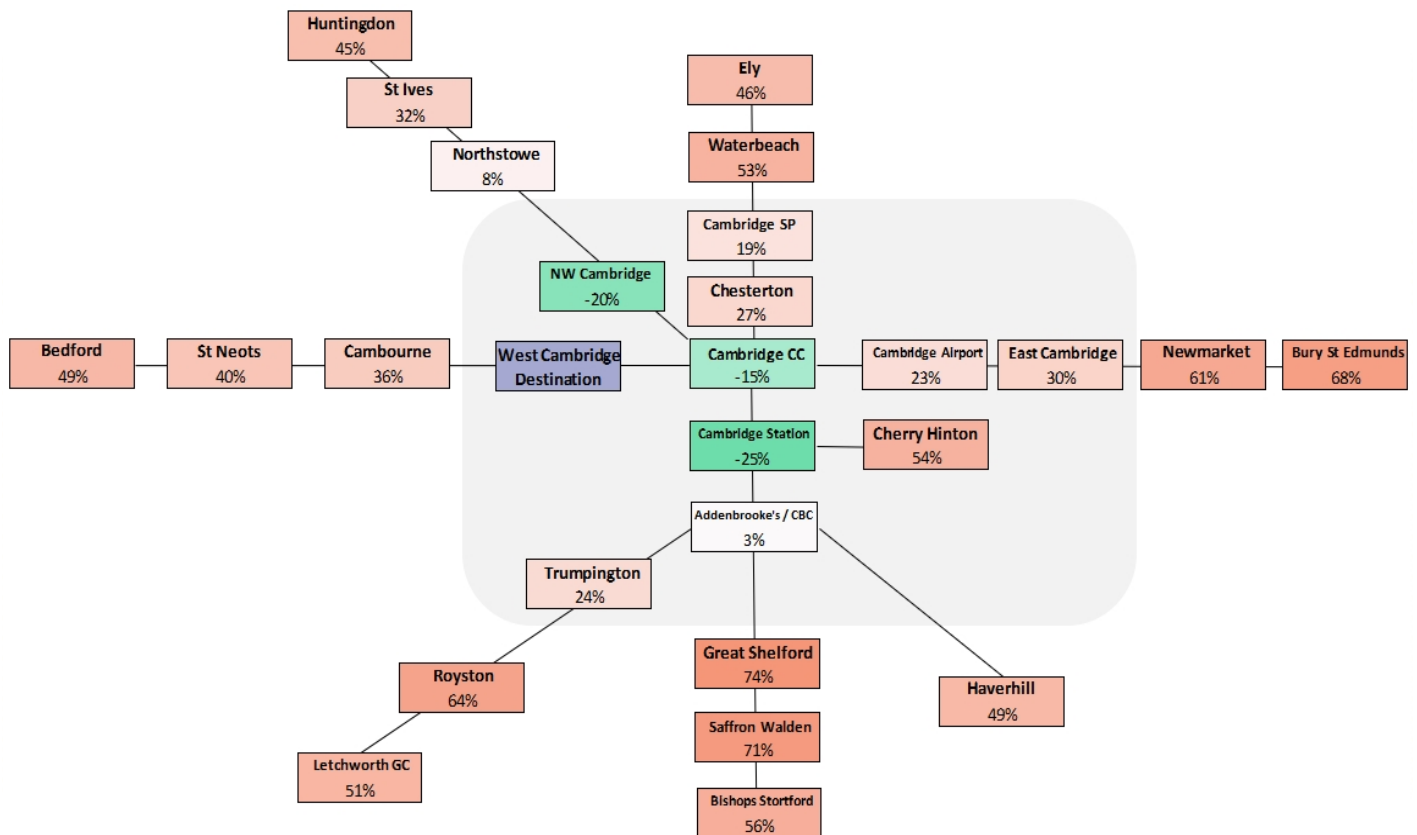 Huntingdon
45%
St Ives
32%
Northstowe
8%
Ely
46%
Waterbeach
53%
Cambridge SP
19%
NW Cambridge
-20%
Chesterton
27%
Bedford
49%
St Neots
40%
Cambourne
36%
West Cambridge
Destination
Cambridge CC
-15%
Cambridge Airport
23%
East Cambridge
30%
Newmarket
61%
Bury St Edmunds
68%
Cambridge Station
-25%
Cherry Hinton
54%
Addenbrooke's / CBC
3%
Trumpington
24%
Royston
64%
Letchworth GC
51%
Great Shelford
74%
Saffron Walden
71%
Bishops Stortford
56%
Haverhill
49%